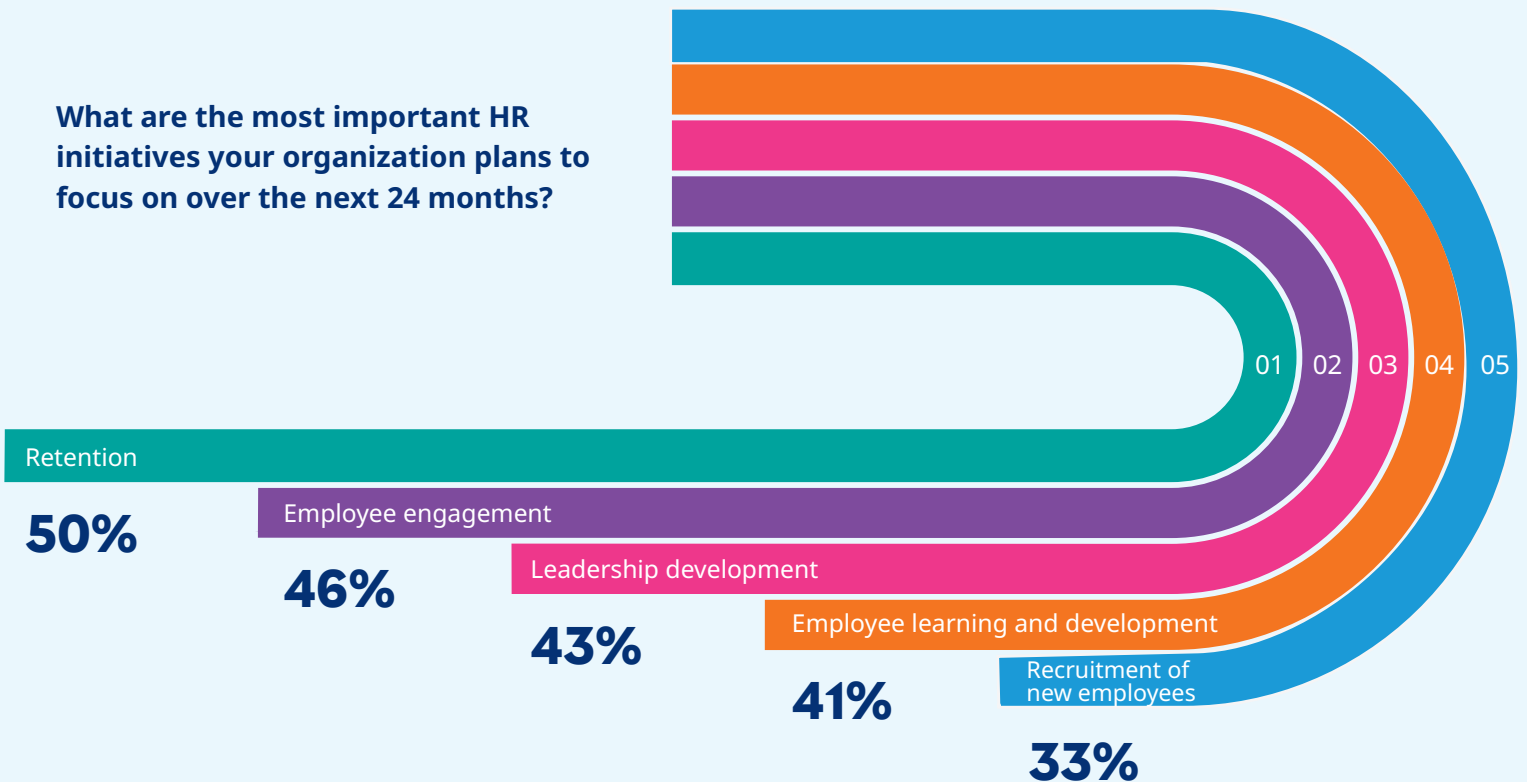 What are the most important HR
initiatives your organization plans to
focus on over the next 24 months?
01 02 03 04 05
Retention
50%
Employee engagement
46%
Leadership development
43%
Employee learning and development
41%
Recruitment of
new employees
33%